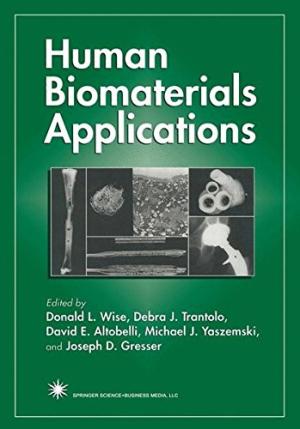 Human
Biomaterials
Applications
Edited by
Donald L. Wise, Debra J. Trantolo,
David E. Altobelli, Michael J. Yaszemski,
and Joseph D. Gresser
SPRINGER SCIENCE+BUSINESS MEDIA, LLC